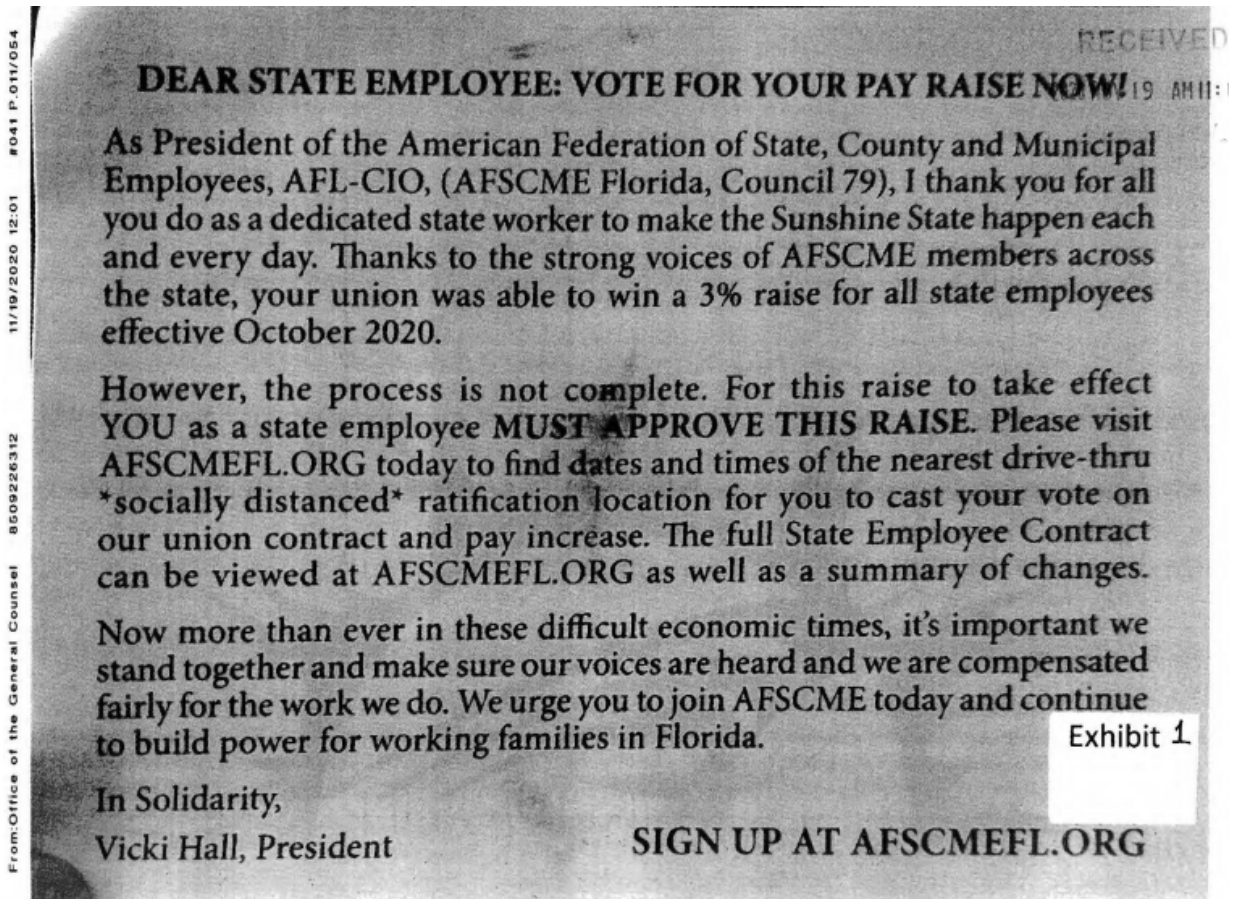 RECEIVED
DEAR STATE EMPLOYEE: VOTE FOR YOUR PAY RAISE NOW!
19 AM 11:
As President of the American Federation of State, County and Municipal
Employees, AFL-CIO, (AFSCME Florida, Council 79), I thank you for all
you do as a dedicated state worker to make the Sunshine State happen each
and every day. Thanks to the strong voices of AFSCME members across
the state, your union was able to win a 3% raise for all state employees
effective October 2020.
However, the process is not complete. For this raise to take effect
YOU as a state employee MUST APPROVE THIS RAISE. Please visit
AFSCMEFL.ORG today to find dates and times of the nearest drive-thru
*socially distanced* ratification location for you to cast your vote on
our union contract and pay increase. The full State Employee Contract
can be viewed at AFSCMEFL.ORG as well as a summary of changes.
Now more than ever in these difficult economic times, it's important we
stand together and make sure our voices are heard and we are compensated
fairly for the work we do. We urge you to join AFSCME today and continue
to build power for working families in Florida.
Exhibit 1
In Solidarity,
Vicki Hall, President
SIGN UP AT AFSCMEFL.ORG
From:Office of the General Counsel 8509226312 11/19/2020 12:01 #041 P.011/054